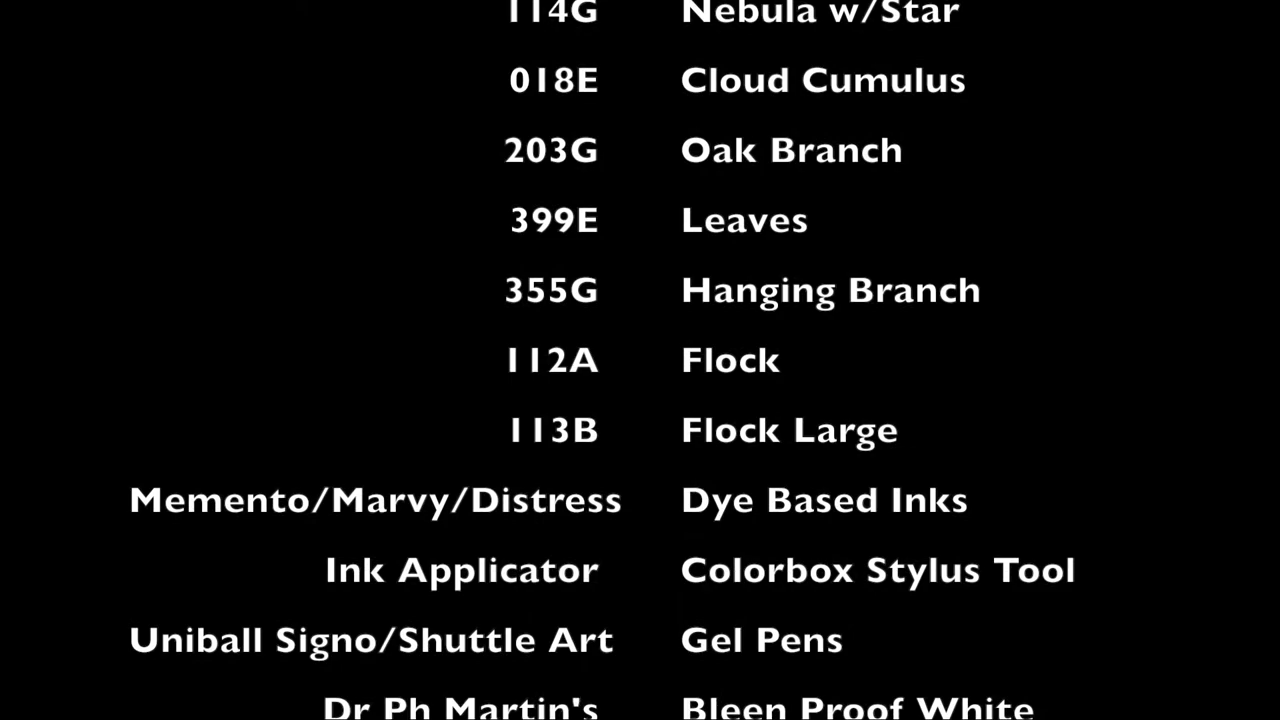 114G Nebula w/Star
018E Cloud Cumulus
203G Oak Branch
399E Leaves
355G Hanging Branch
112A Flock
113B Flock Large
Memento/Marvy/Distress Dye Based Inks
Ink Applicator Colorbox Stylus Tool
Uniball Signo/Shuttle Art Gel Pens
Dr Ph Martin's Bleen Proof White